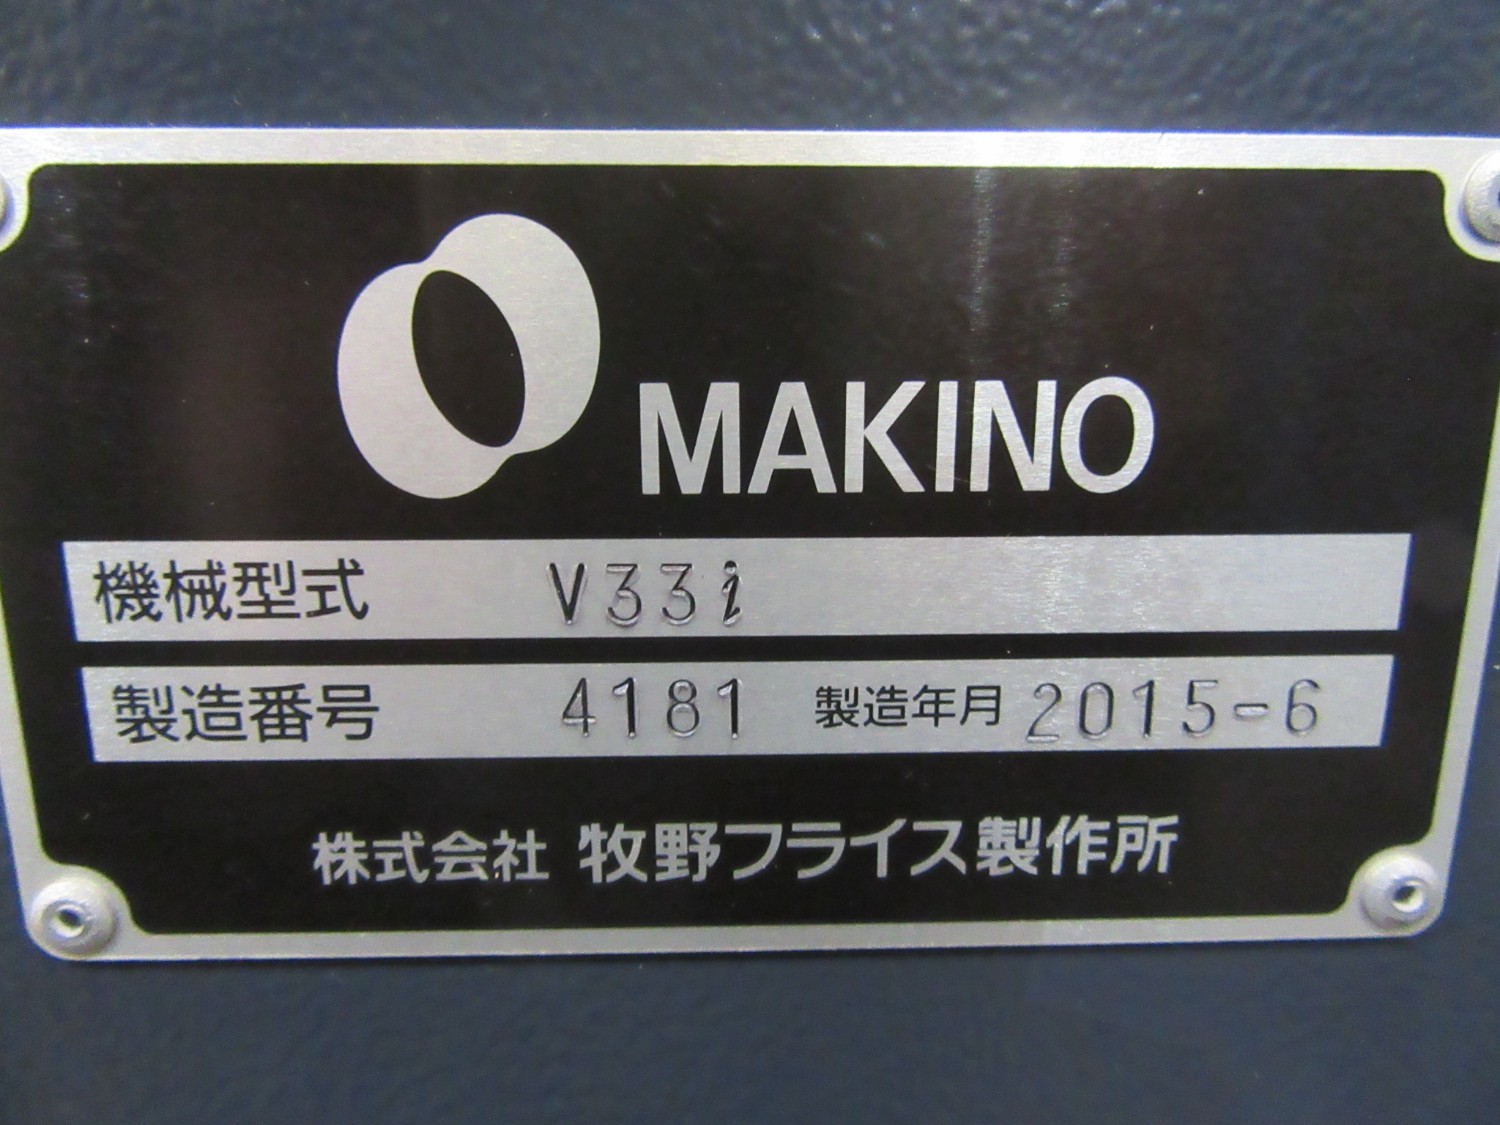 MAKINO
機械型式 V33i
製造番号 4181 製造年月 2015-6
株式会社 牧野フライス製作所